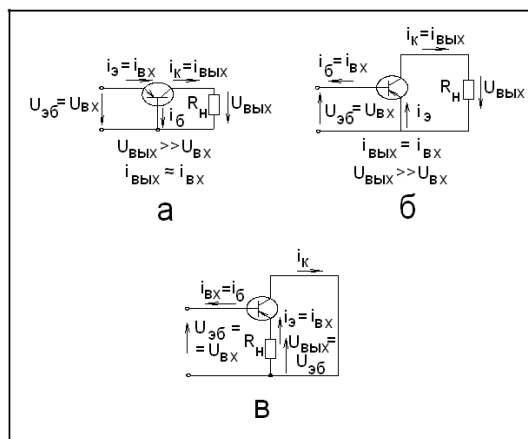 iэ=iвх iк=iвых
Uэб=Uвх iб Rн Uвых
Uвых>>Uвх
iвых≈iвх
а
iк=iвых
iб=iвх
Rн Uвых
Uэб=Uвх iэ
iвых=iвх
Uвых>>Uвх
б
iк
iвх=iб
iэ=iвх
Uэб= Rн Uвых=
=Uвх Uэб
в